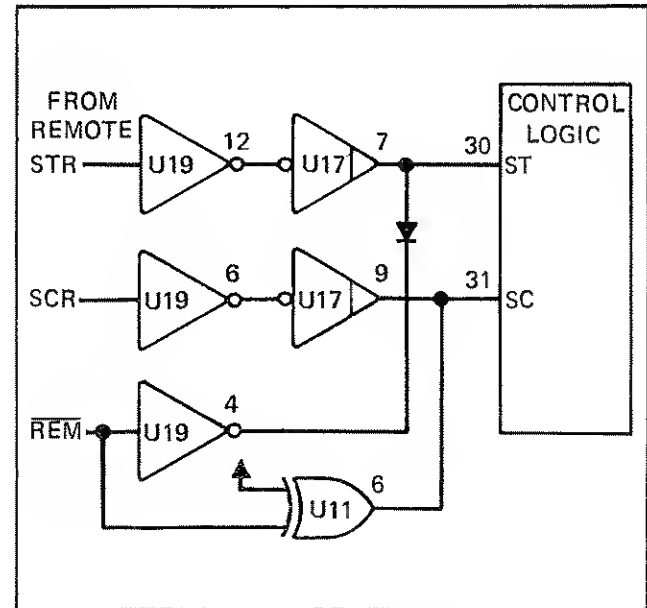 FROM
REMOTE
STR
U19
12
U17
7
30
ST
CONTROL
LOGIC
SCR
U19
6
U17
9
31
SC
REM
U19
4
U11
6